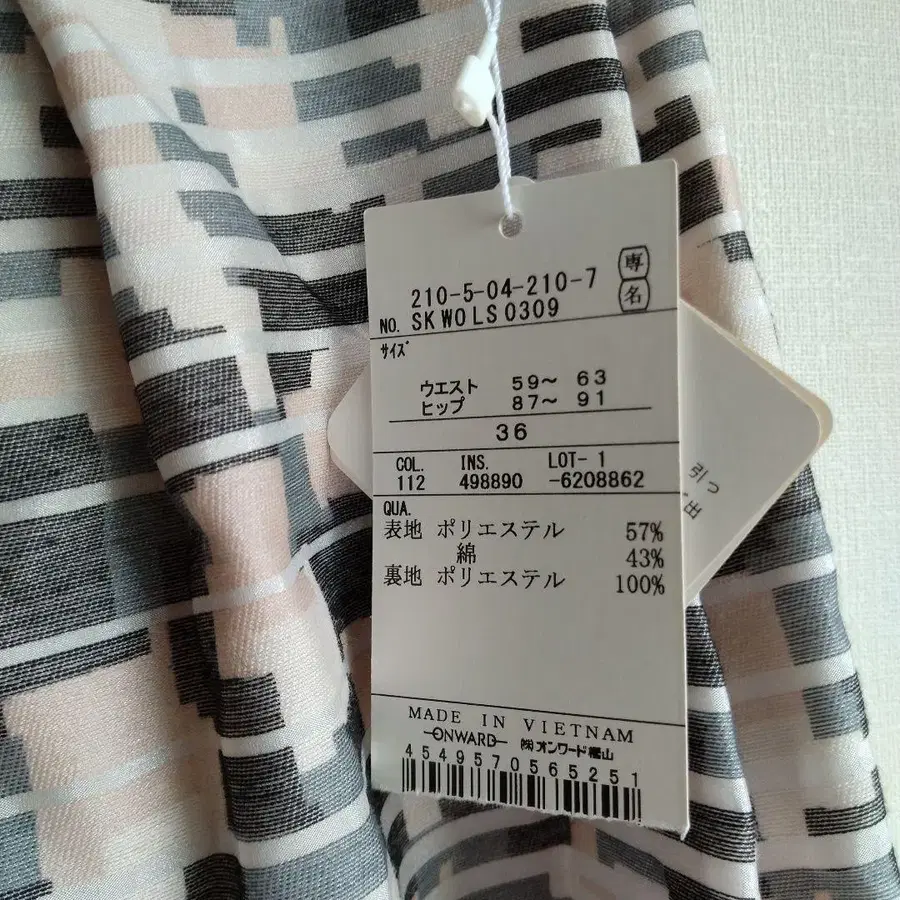 専
名
210-5-04-210-7
NO. SKWOLS0309
サイズ
ウエスト 59〜 63
ヒップ 87〜 91
36
COL. INS. LOT- 1
112 498890 -6208862
QUA.
表地 ポリエステル 57%
綿 43%
裏地 ポリエステル 100%
MADE IN VIETNAM
ONWARD ㈱オンワード樫山
4549570565251
引っ
出